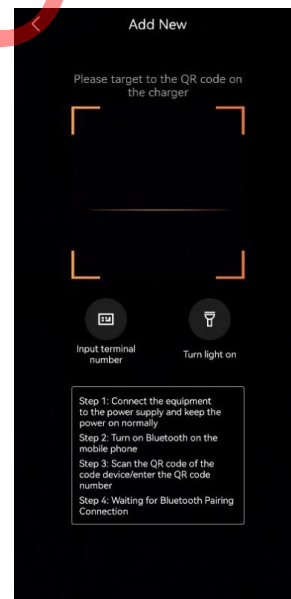 Add New
Please target to the QR code on
the charger
Input terminal
number
Turn light on
Step 1: Connect the equipment
to the power supply and keep the
power on normally
Step 2: Turn on Bluetooth on the
mobile phone
Step 3: Scan the QR code of the
code device/enter the QR code
number
Step 4: Waiting for Bluetooth Pairing
Connection